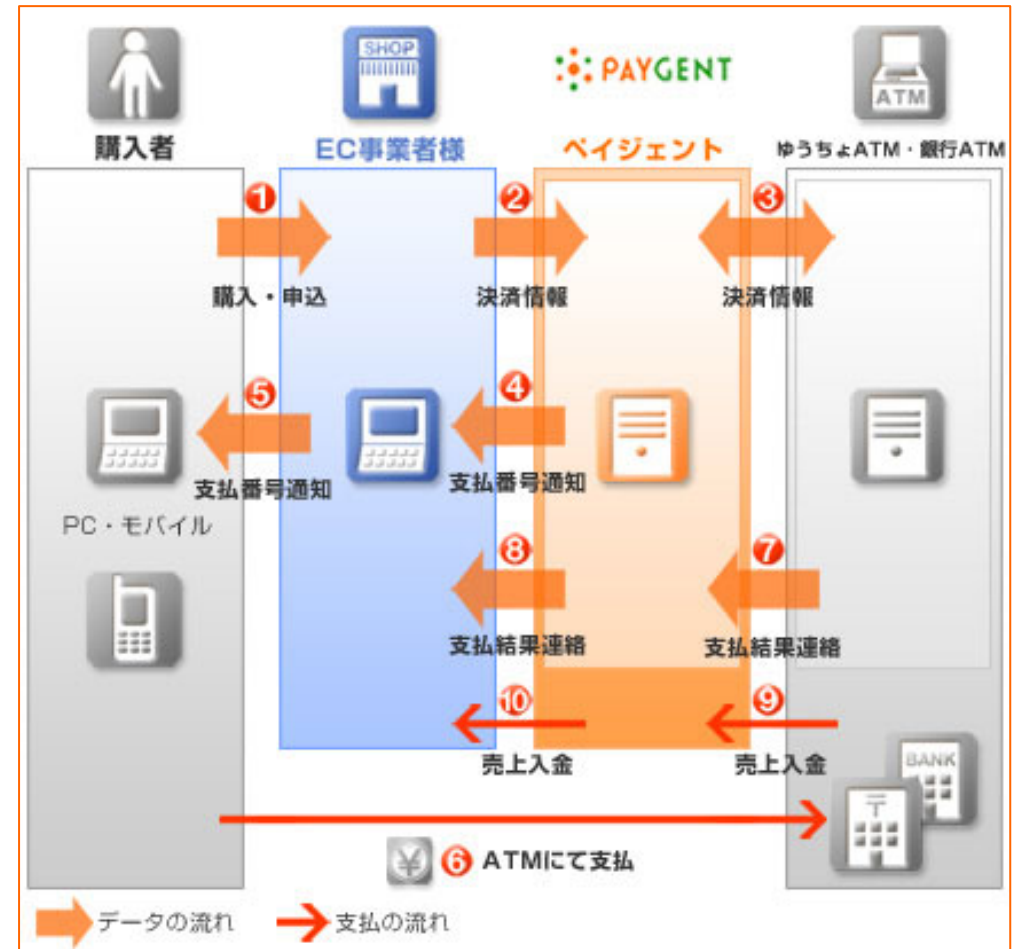 SHOP
PAYGENT
ATM
購入者
EC事業者様
ペイジェント
ゆうちょATM・銀行ATM
1
2
3
購入・申込
決済情報
決済情報
5
4
支払番号通知
支払番号通知
PC・モバイル
8
7
支払結果連絡
支払結果連絡
10
9
売上入金
売上入金
BANK
〒
¥
6 ATMにて支払
データの流れ
支払の流れ